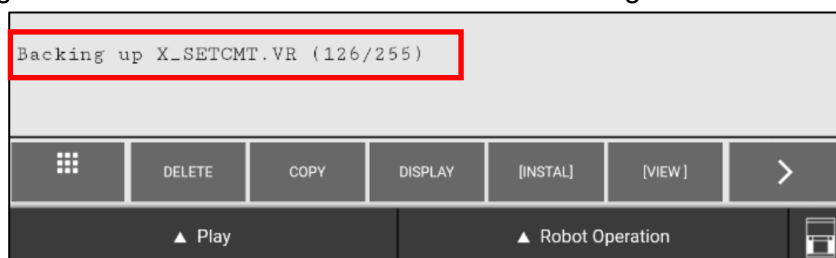 Backing up X_SETCMT.VR (126/255)
DELETE COPY DISPLAY [INSTAL] [VIEW ] >
▲ Play ▲ Robot Operation